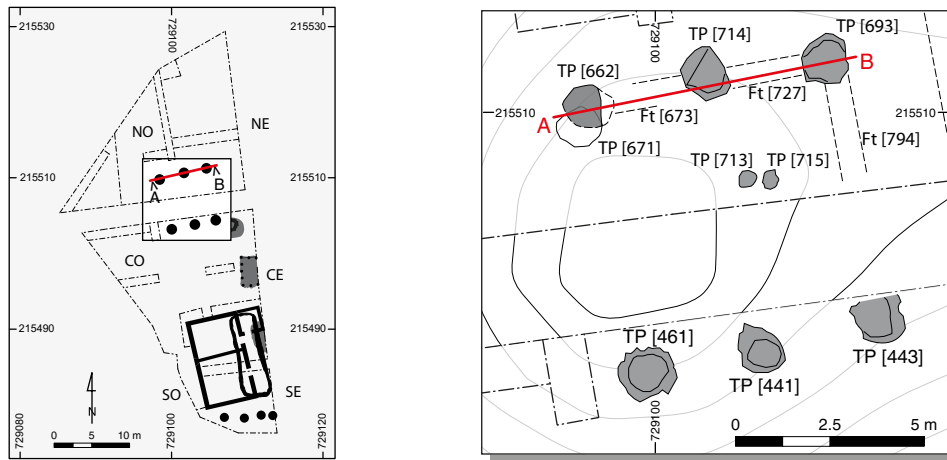 215530
729100
NO
NE
215510
215510
A
B
CO
CE
215490
215490
SO
SE
N
0 5 10 m
729080
729100
729120
729100
TP [714]
TP [693]
TP [662]
B
215510
215510
A
Ft [673]
Ft [727]
Ft [794]
TP [671]
TP [713]
TP [715]
TP [461]
TP [441]
TP [443]
729100
0 2.5 5 m